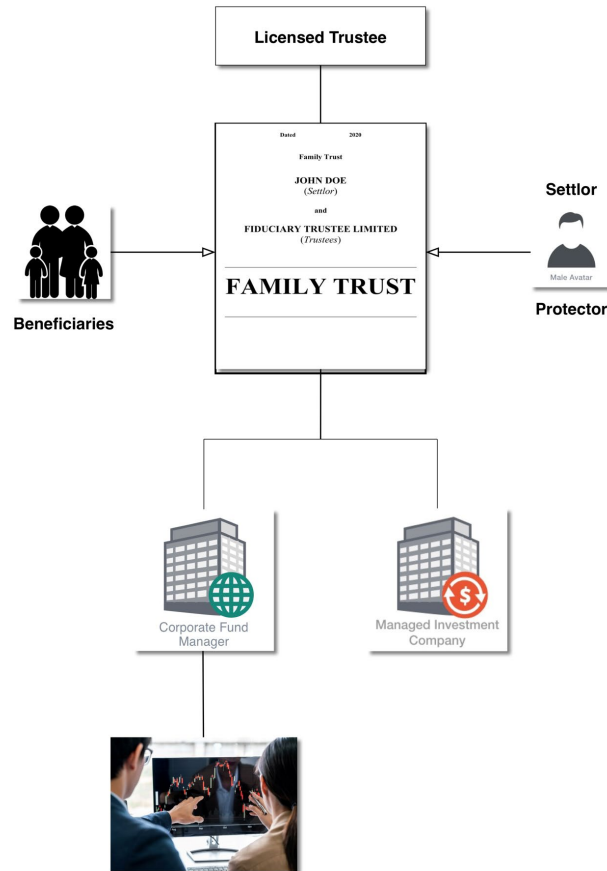 Licensed Trustee
Dated 2020
Family Trust
JOHN DOE
(Settlor)
and
FIDUCIARY TRUSTEE LIMITED
(Trustees)
FAMILY TRUST
Beneficiaries
Settlor
Male Avatar
Protector
Corporate Fund
Manager
Managed Investment
Company